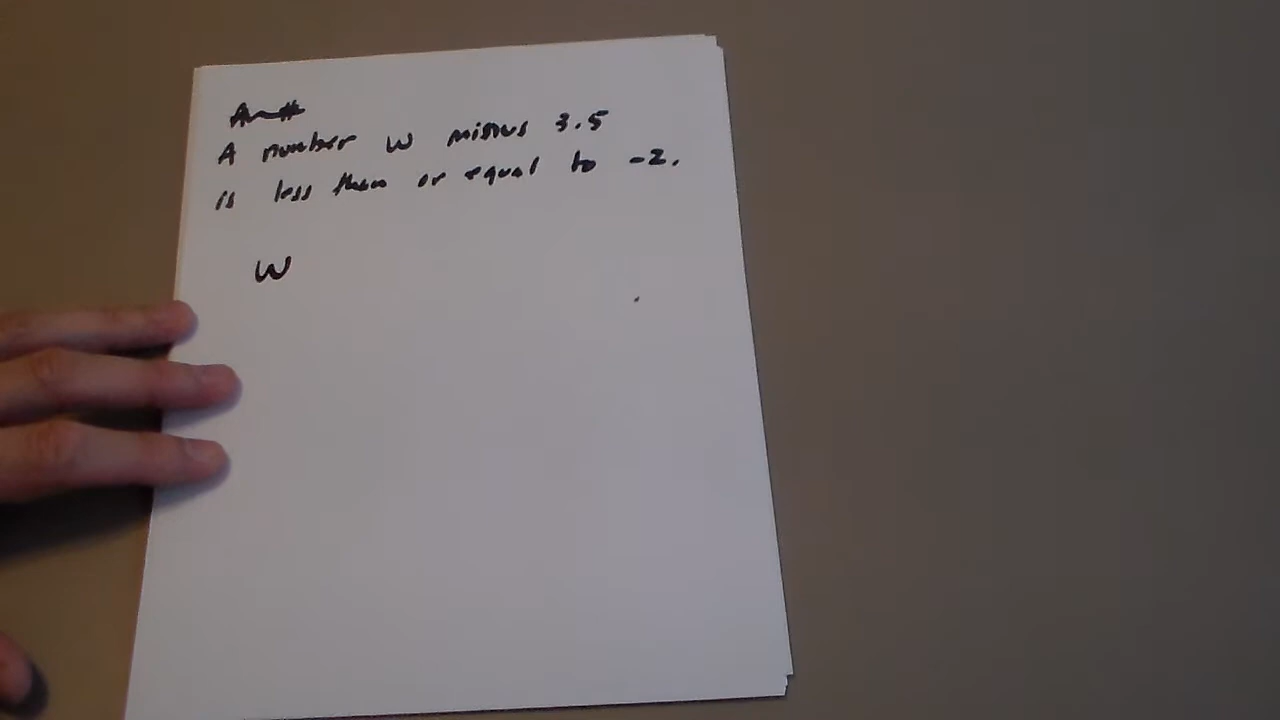 A number w minus 3.5
is less than or equal to -2.
w